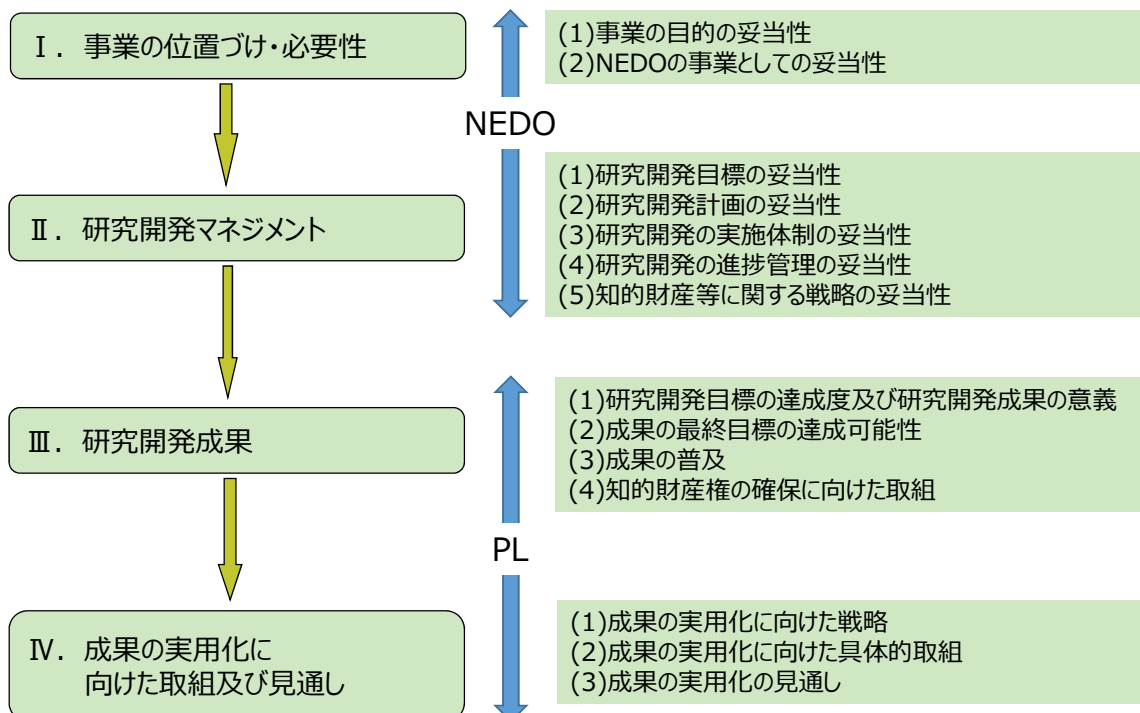 Ⅰ．事業の位置づけ・必要性
(1)事業の目的の妥当性
(2)NEDOの事業としての妥当性
NEDO
Ⅱ．研究開発マネジメント
(1)研究開発目標の妥当性
(2)研究開発計画の妥当性
(3)研究開発の実施体制の妥当性
(4)研究開発の進捗管理の妥当性
(5)知的財産等に関する戦略の妥当性
Ⅲ．研究開発成果
(1)研究開発目標の達成度及び研究開発成果の意義
(2)成果の最終目標の達成可能性
(3)成果の普及
(4)知的財産権の確保に向けた取組
PL
Ⅳ．成果の実用化に
向けた取組及び見通し
(1)成果の実用化に向けた戦略
(2)成果の実用化に向けた具体的取組
(3)成果の実用化の見通し